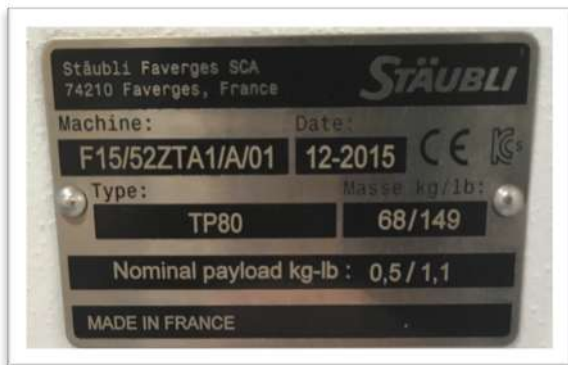 Stäubli Faverges SCA
74210 Faverges, France
STÄUBLI
Machine:
Date:
F15/52ZTA1/A/01
12-2015
CE
KCs
Type:
Masse kg/lb:
TP80
68/149
Nominal payload kg-lb : 0,5 / 1,1
MADE IN FRANCE